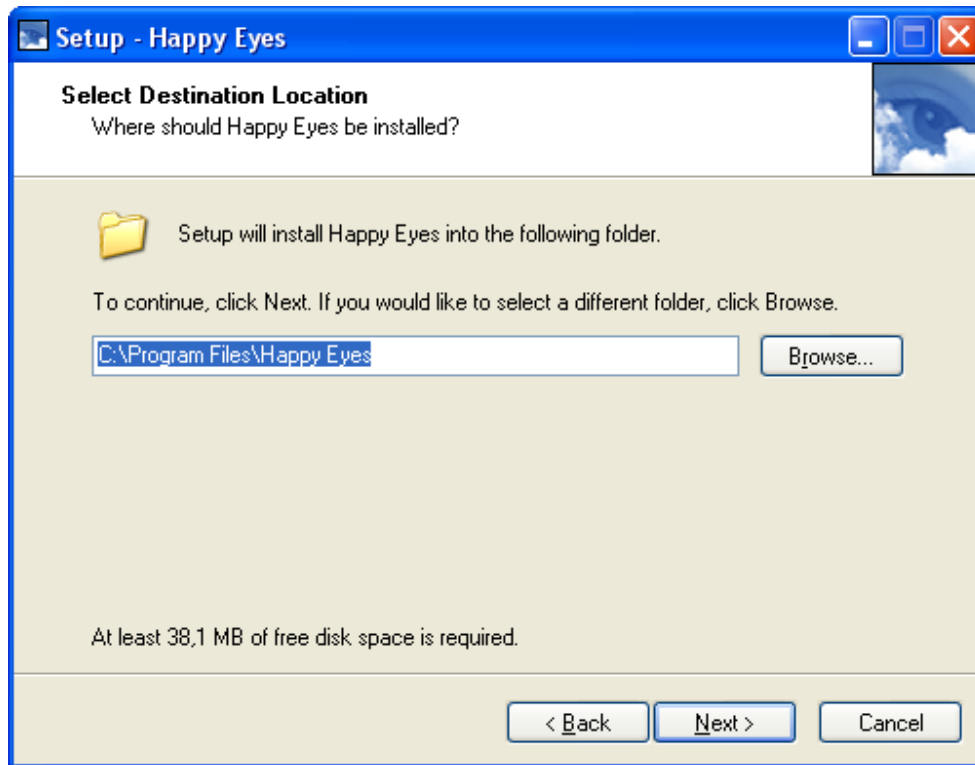 Setup - Happy Eyes
Select Destination Location
Where should Happy Eyes be installed?
Setup will install Happy Eyes into the following folder.
To continue, click Next. If you would like to select a different folder, click Browse.
C:\Program Files\Happy Eyes
Browse...
At least 38,1 MB of free disk space is required.
< Back
Next >
Cancel